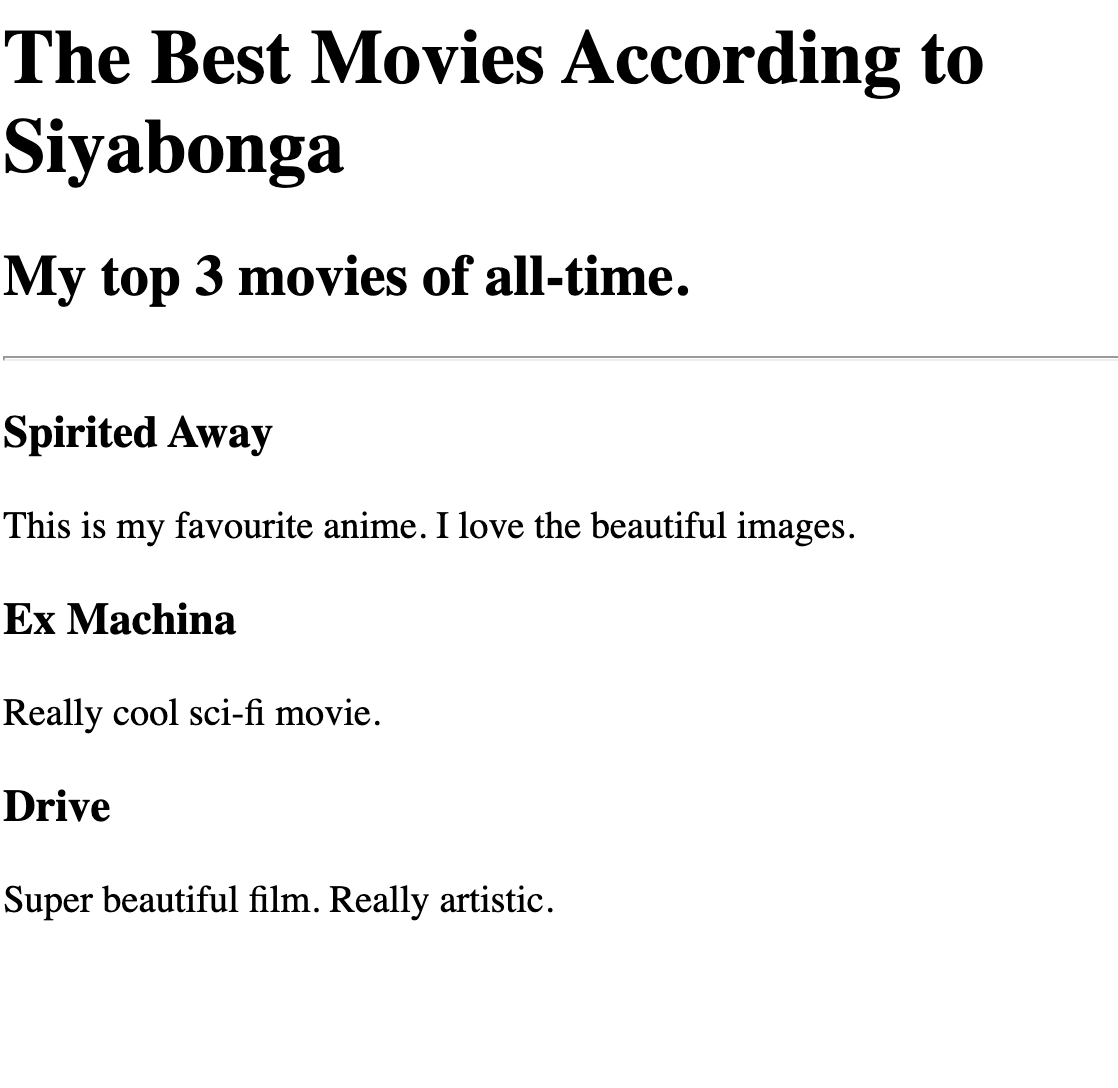 The Best Movies According to
Siyabonga
My top 3 movies of all-time.
Spirited Away
This is my favourite anime. I love the beautiful images.
Ex Machina
Really cool sci-fi movie.
Drive
Super beautiful film. Really artistic.